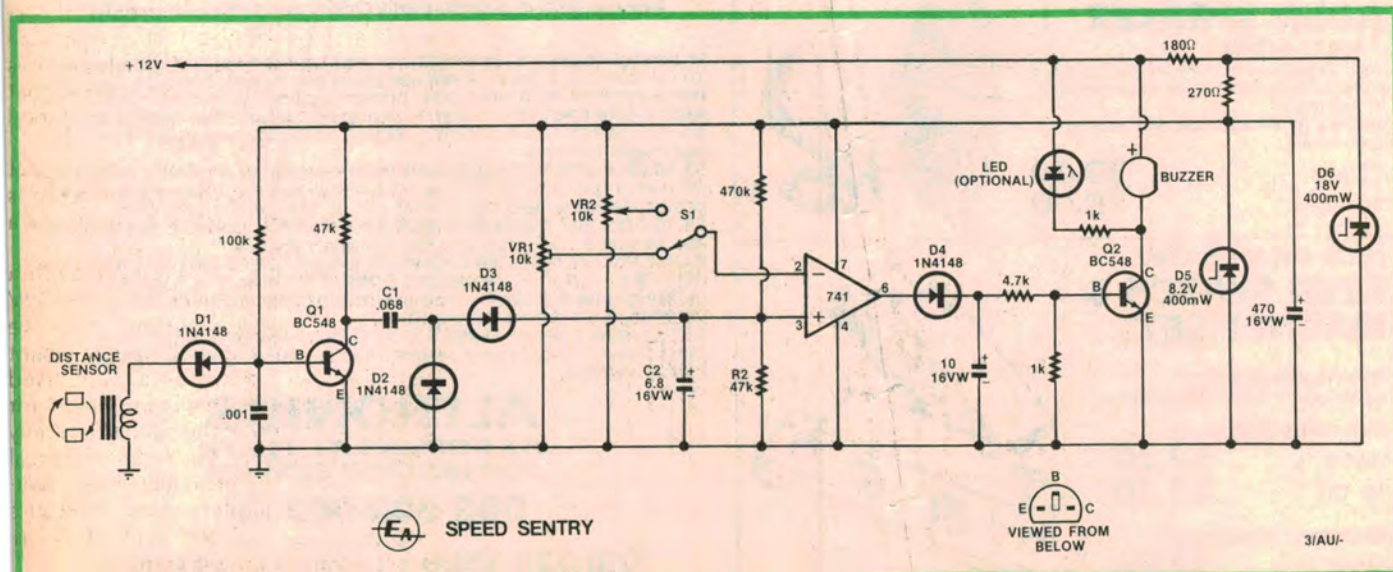 + 12V
180Ω
270Ω
LED
(OPTIONAL)
λ
+
BUZZER
D6
18V
400mW
470k
VR2
10k
S1
VR1
10k
100k
47k
1k
Q2
BC548
B
C
E
D5
8.2V
400mW
470
16VW
+
-
D3
1N4148
C1
.068
Q1
BC548
B
C
E
D1
1N4148
DISTANCE
SENSOR
.001
D2
1N4148
2
−
3
+
7
741
6
4
D4
1N4148
4.7k
C2
6.8
16VW
+
-
R2
47k
10
16VW
+
-
1k
EA SPEED SENTRY
B
E C
VIEWED FROM
BELOW
3/AU/-